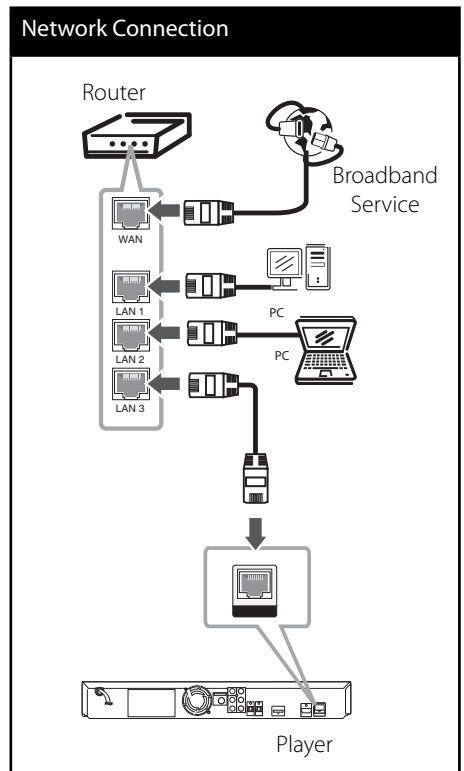 Network Connection
Router
Broadband
Service
WAN
LAN 1
PC
LAN 2
PC
LAN 3
Player